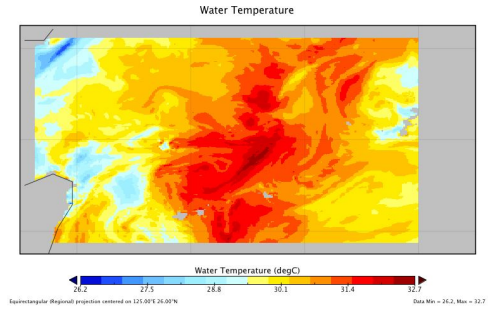 Water Temperature
Water Temperature (degC)
26.2 27.5 28.8 30.1 31.4 32.7
Equirectangular (Regional) projection centered on 125.00°E 26.00°N
Data Min = 26.2, Max = 32.7